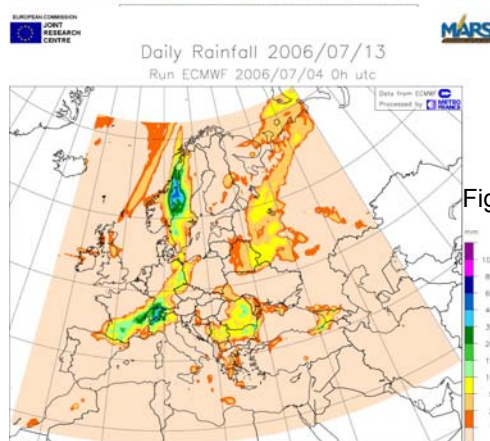 EUROPEAN COMMISSION
JOINT
RESEARCH
CENTRE
MARS
Daily Rainfall 2006/07/13
Run ECMWF 2006/07/04 0h utc
Data from ECMWF
Processed by METEO FRANCE
Fig
mm